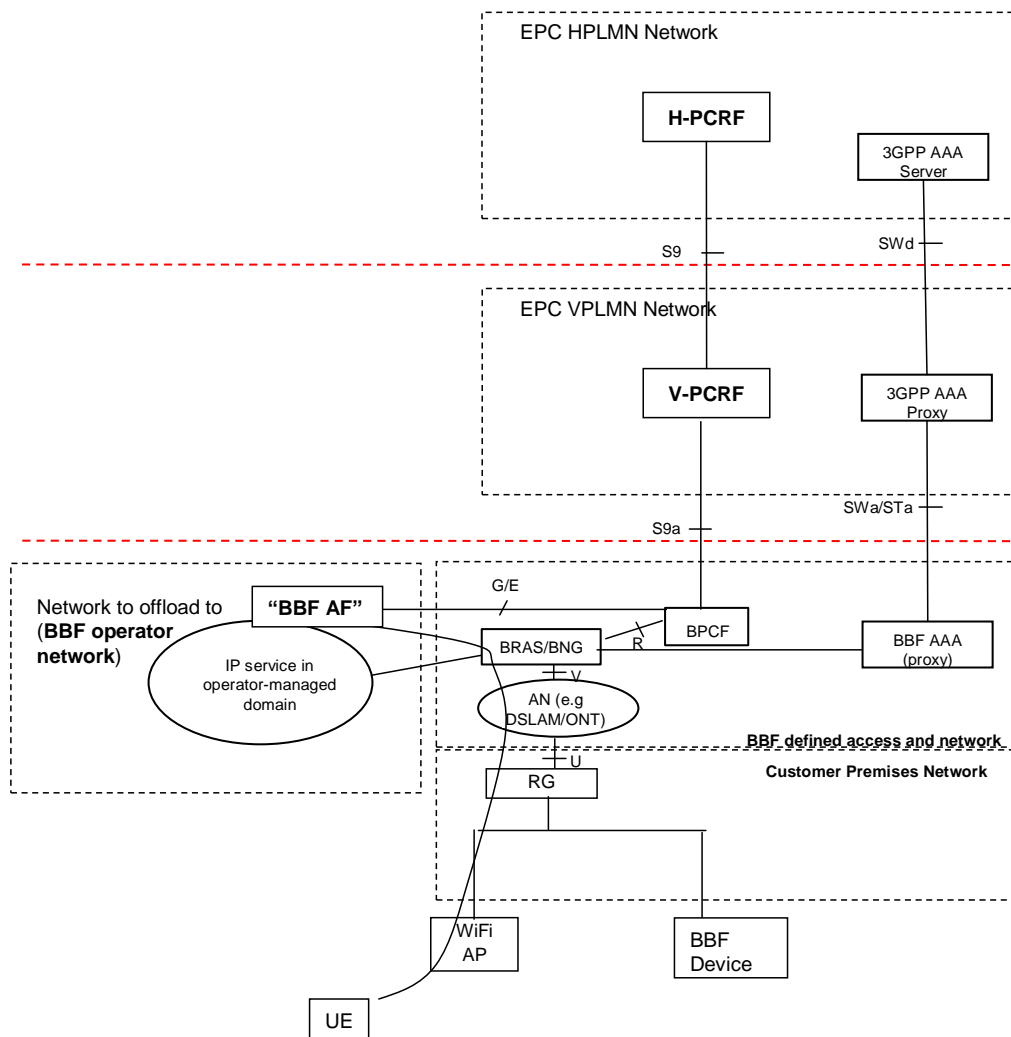 EPC HPLMN Network
H-PCRF
3GPP AAA
Server
S9
SWd
EPC VPLMN Network
V-PCRF
3GPP AAA
Proxy
SWa/STa
S9a
Network to offload to
(BBF operator
network)
"BBF AF"
G/E
BPCF
R
BRAS/BNG
BBF AAA
(proxy)
IP service in
operator-managed
domain
V
AN (e.g
DSLAM/ONT)
BBF defined access and network
U
Customer Premises Network
RG
WiFi
AP
BBF
Device
UE